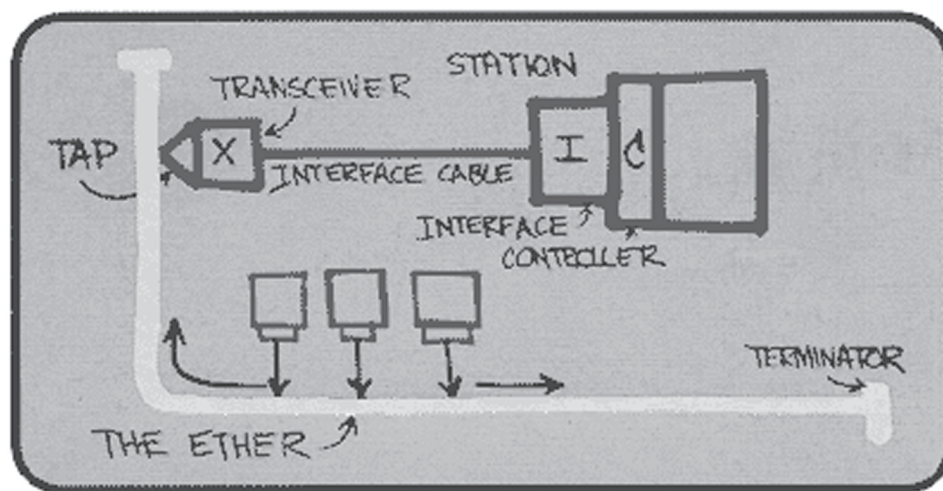 STATION
TRANSCEIVER
TAP
X
I
C
INTERFACE CABLE
INTERFACE
CONTROLLER
TERMINATOR
THE ETHER